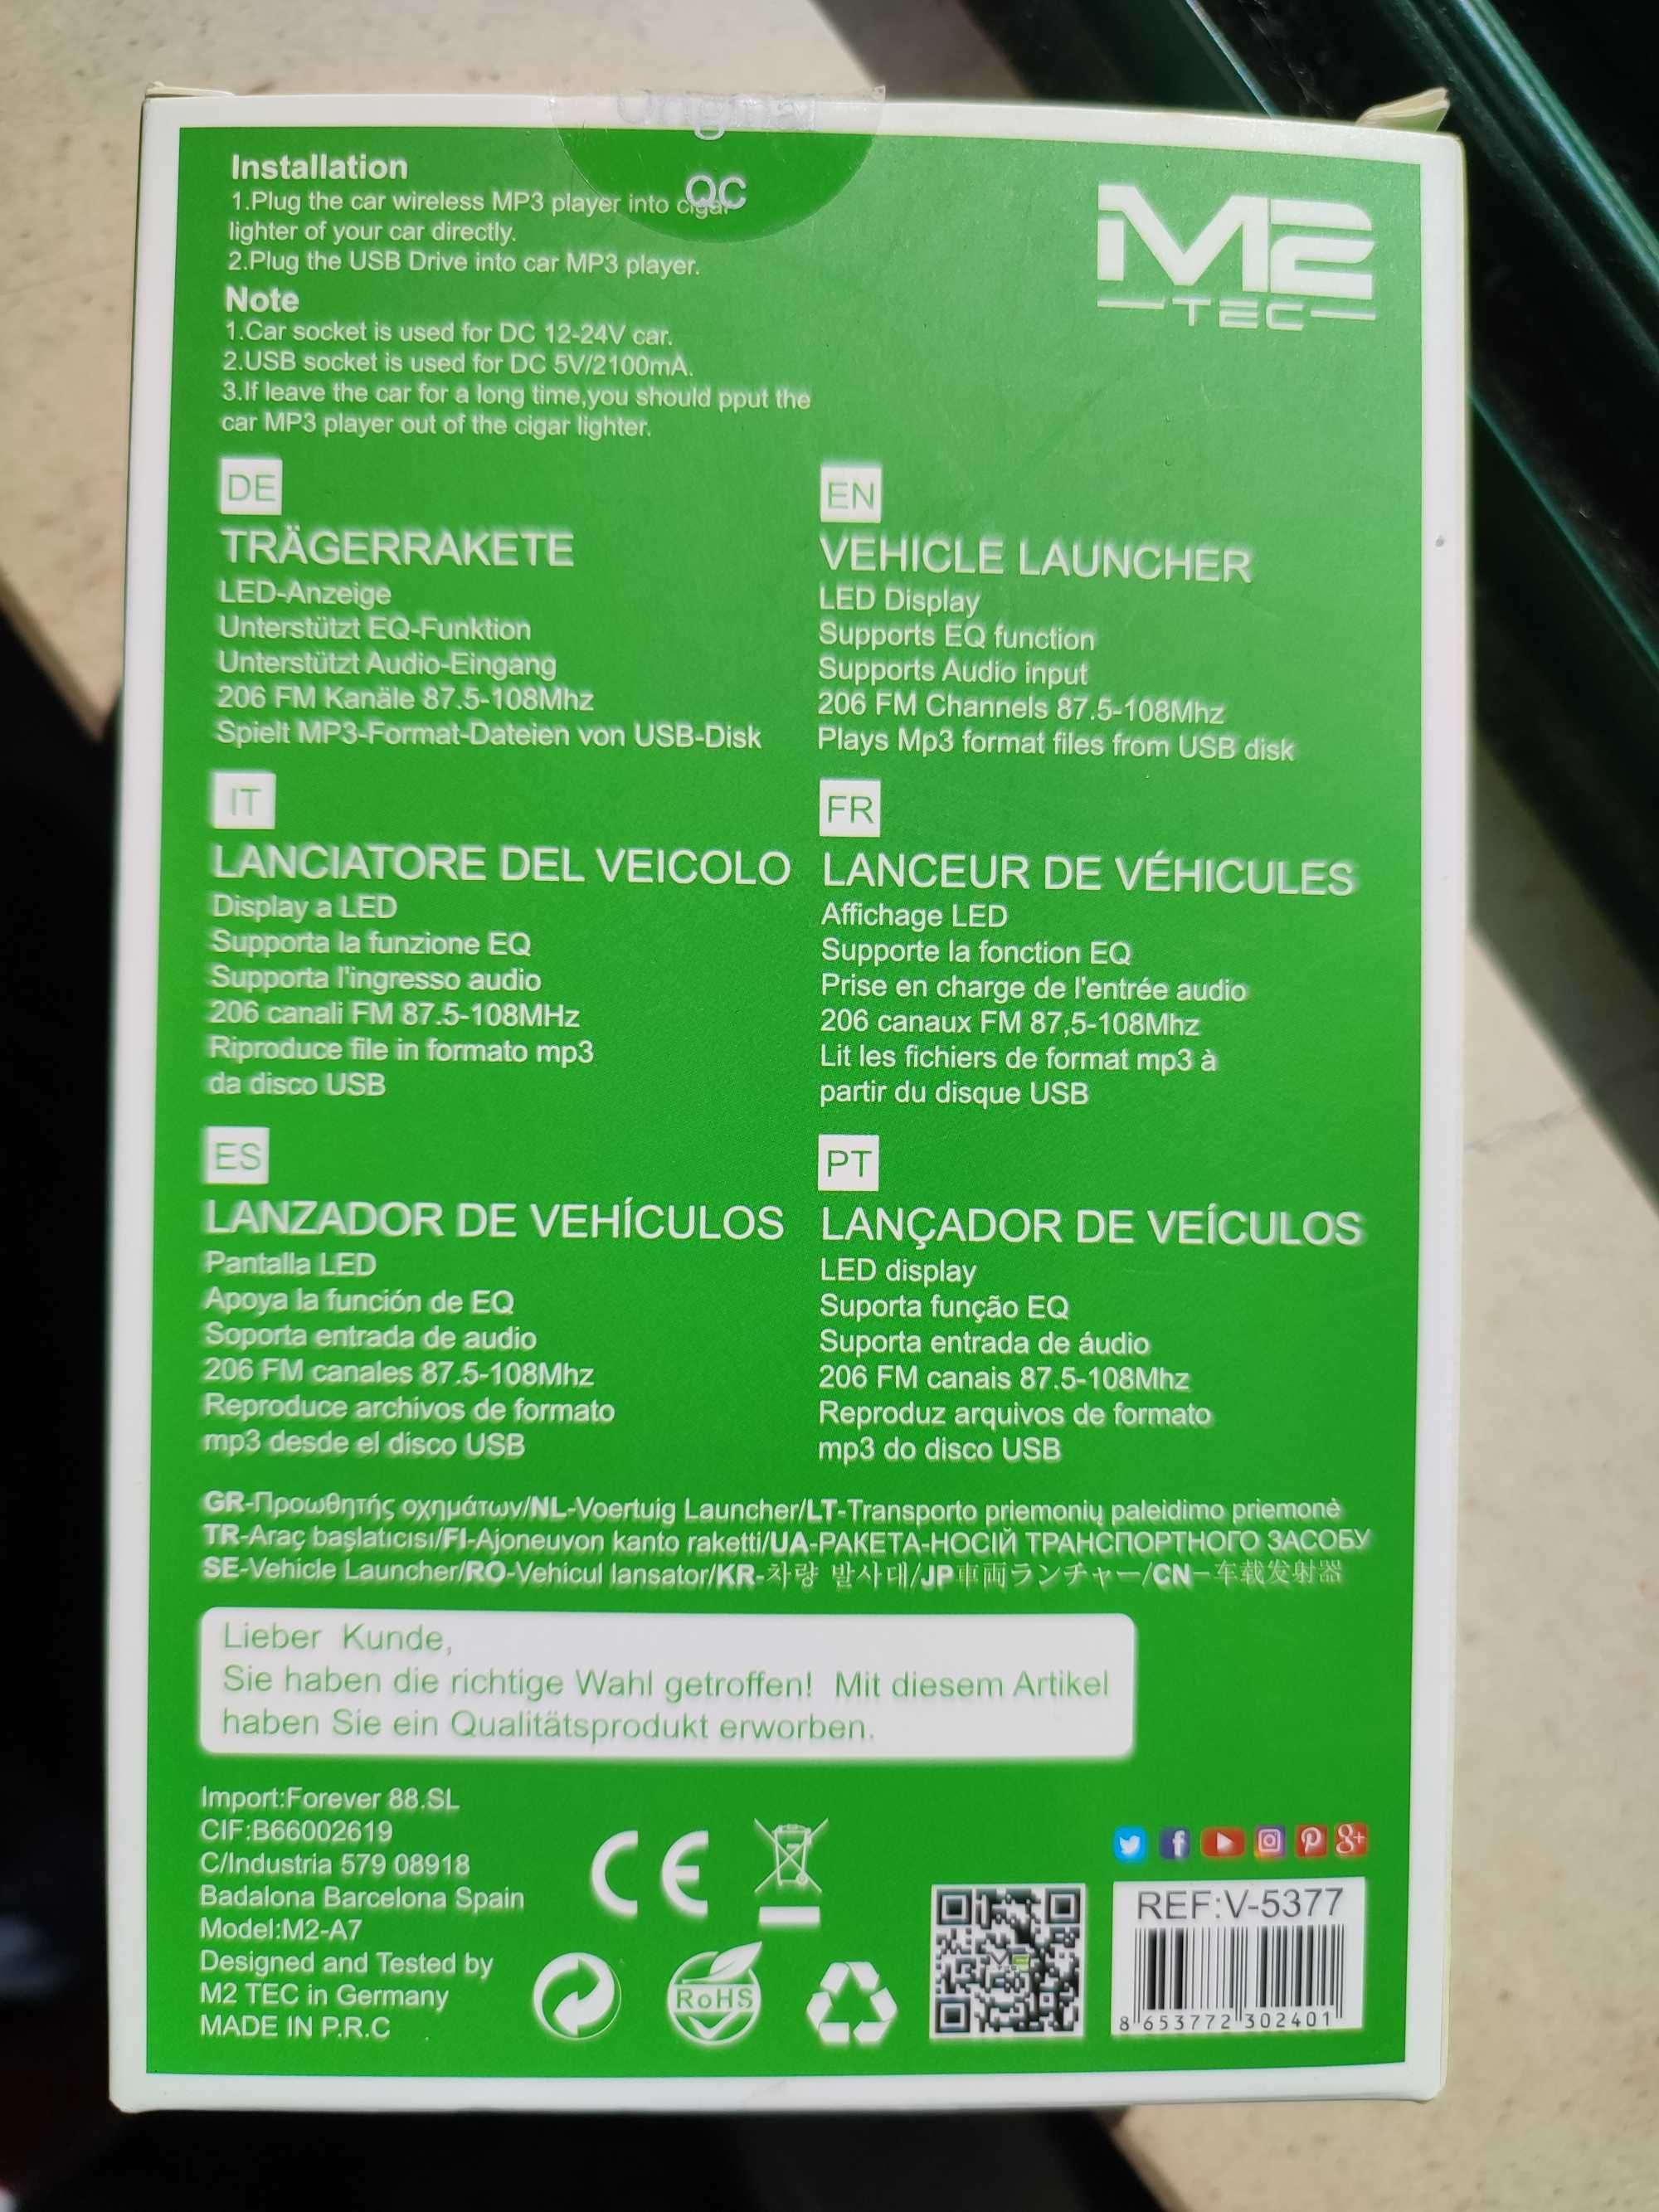 Original
QC
Installation
1.Plug the car wireless MP3 player into cigar
lighter of your car directly.
2.Plug the USB Drive into car MP3 player.
Note
1.Car socket is used for DC 12-24V car.
2.USB socket is used for DC 5V/2100mA.
3.If leave the car for a long time,you should pput the
car MP3 player out of the cigar lighter.
M2
TEC
DE
TRÄGERRAKETE
LED-Anzeige
Unterstützt EQ-Funktion
Unterstützt Audio-Eingang
206 FM Kanäle 87.5-108Mhz
Spielt MP3-Format-Dateien von USB-Disk
EN
VEHICLE LAUNCHER
LED Display
Supports EQ function
Supports Audio input
206 FM Channels 87.5-108Mhz
Plays Mp3 format files from USB disk
IT
LANCIATORE DEL VEICOLO
Display a LED
Supporta la funzione EQ
Supporta l'ingresso audio
206 canali FM 87.5-108MHz
Riproduce file in formato mp3
da disco USB
FR
LANCEUR DE VÉHICULES
Affichage LED
Supporte la fonction EQ
Prise en charge de l'entrée audio
206 canaux FM 87,5-108Mhz
Lit les fichiers de format mp3 à
partir du disque USB
ES
LANZADOR DE VEHÍCULOS
Pantalla LED
Apoya la función de EQ
Soporta entrada de audio
206 FM canales 87.5-108Mhz
Reproduce archivos de formato
mp3 desde el disco USB
PT
LANÇADOR DE VEÍCULOS
LED display
Suporta função EQ
Suporta entrada de áudio
206 FM canais 87.5-108Mhz
Reproduz arquivos de formato
mp3 do disco USB
GR-Προωθητής οχημάτων/NL-Voertuig Launcher/LT-Transporto priemonių paleidimo priemonė
TR-Araç başlatıcısı/FI-Ajoneuvon kanto raketti/UA-РАКЕТА-НОСІЙ ТРАНСПОРТНОГО ЗАСОБУ
SE-Vehicle Launcher/RO-Vehicul lansator/KR-차량 발사대/JP車両ランチャー/CN-车载发射器
Lieber Kunde,
Sie haben die richtige Wahl getroffen! Mit diesem Artikel
haben Sie ein Qualitätsprodukt erworben.
Import:Forever 88.SL
CIF:B66002619
C/Industria 579 08918
Badalona Barcelona Spain
Model:M2-A7
Designed and Tested by
M2 TEC in Germany
MADE IN P.R.C
CE
RoHS
REF:V-5377
8 653772 302401